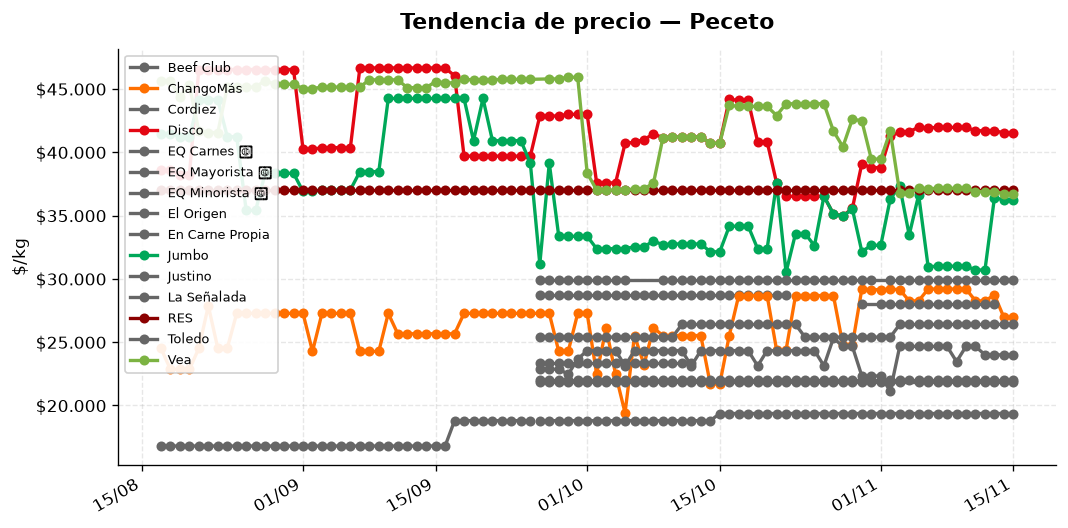 Tendencia de precio — Peceto
$/kg
$45.000
$40.000
$35.000
$30.000
$25.000
$20.000
Beef Club
ChangoMás
Cordiez
Disco
EQ Carnes
EQ Mayorista
EQ Minorista
El Origen
En Carne Propia
Jumbo
Justino
La Señalada
RES
Toledo
Vea
15/08
01/09
15/09
01/10
15/10
01/11
15/11